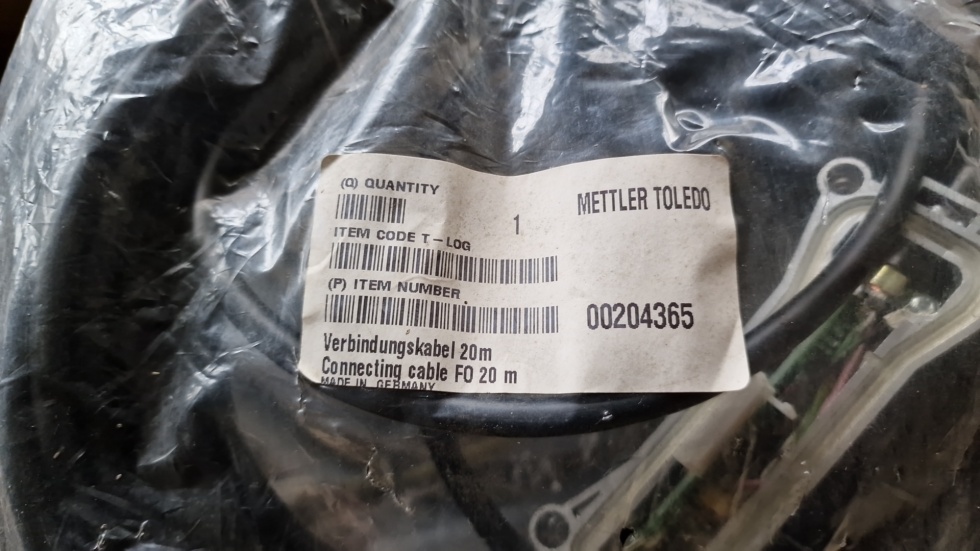 (Q) QUANTITY
1
METTLER TOLEDO
ITEM CODE T-LOG
(P) ITEM NUMBER
00204365
Verbindungskabel 20m
Connecting cable FO 20 m
MADE IN GERMANY